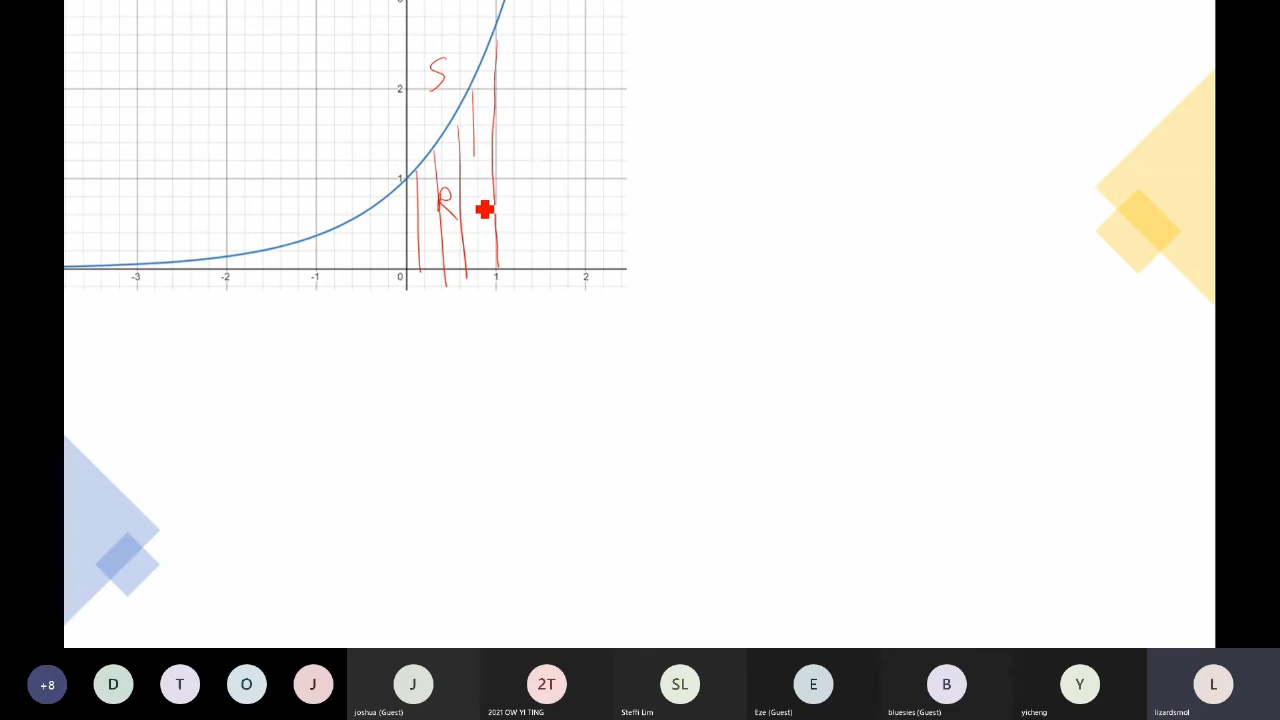 3
S
2
1
R
-3 -2 -1 0 1 2
+8 D T O J J 2T SL E B Y L
joshua (Guest) 2021 OW YI TING Steffi Lim Eze (Guest) bluesies (Guest) yicheng lizardsmol